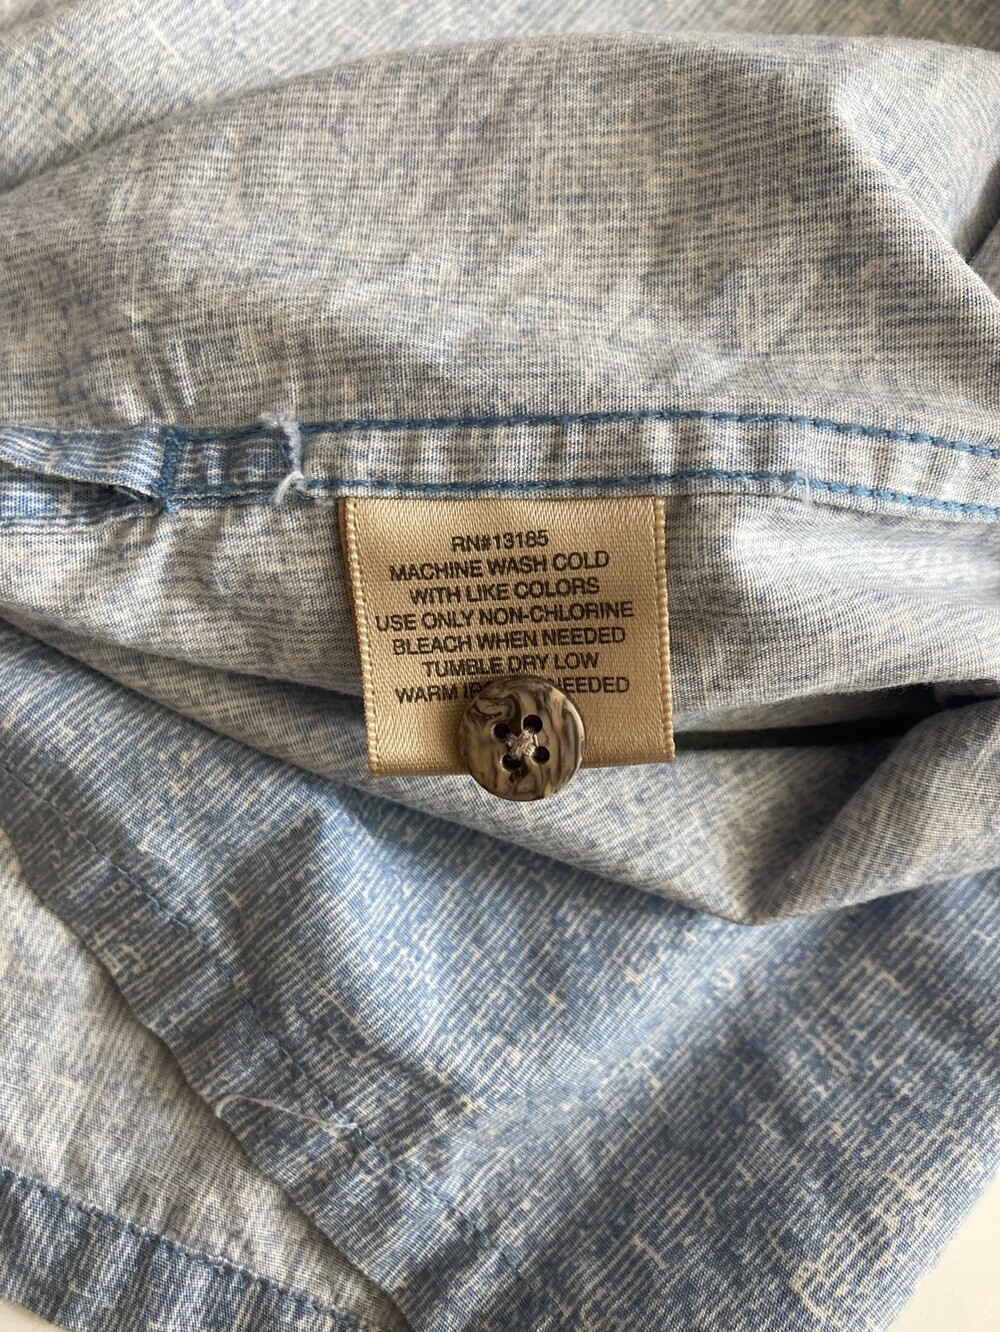 RN#13185
MACHINE WASH COLD
WITH LIKE COLORS
USE ONLY NON-CHLORINE
BLEACH WHEN NEEDED
TUMBLE DRY LOW
WARM NEEDED